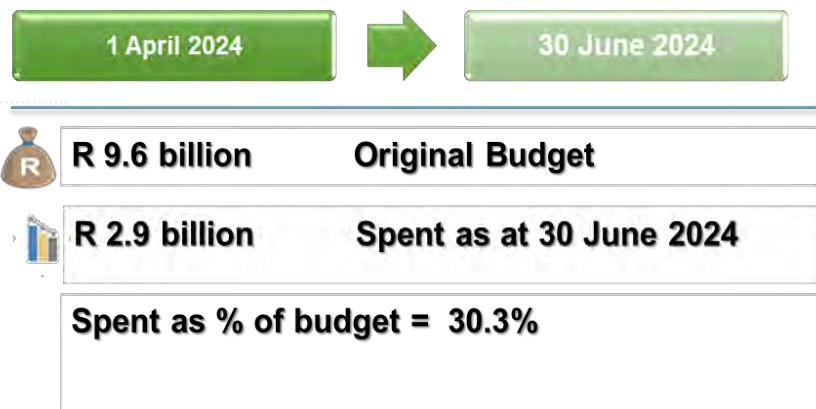 1 April 2024
30 June 2024
R
R 9.6 billion Original Budget
R 2.9 billion Spent as at 30 June 2024
Spent as % of budget = 30.3%